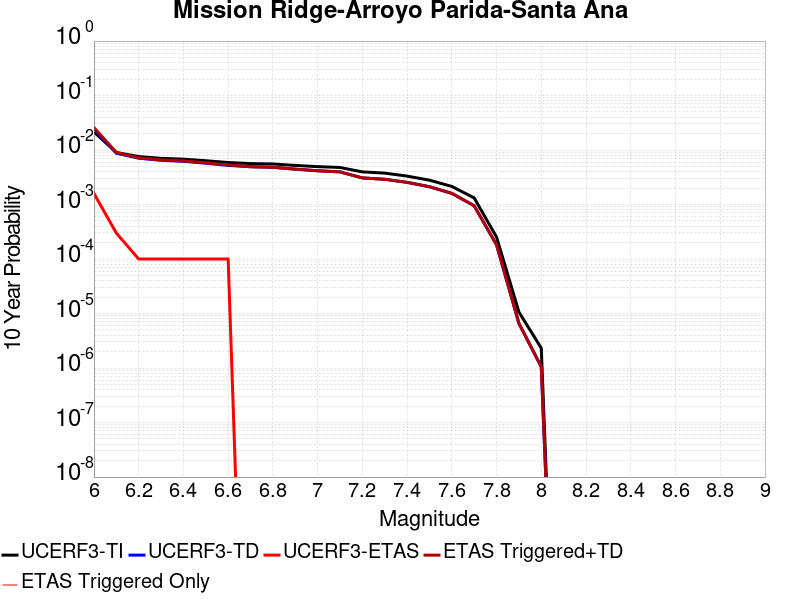 Mission Ridge-Arroyo Parida-Santa Ana
10 Year Probability
10 0
10 -1
10 -2
10 -3
10 -4
10 -5
10 -6
10 -7
10 -8
6 6.2 6.4 6.6 6.8 7 7.2 7.4 7.6 7.8 8 8.2 8.4 8.6 8.8 9
Magnitude
UCERF3-TI UCERF3-TD UCERF3-ETAS ETAS Triggered+TD
ETAS Triggered Only